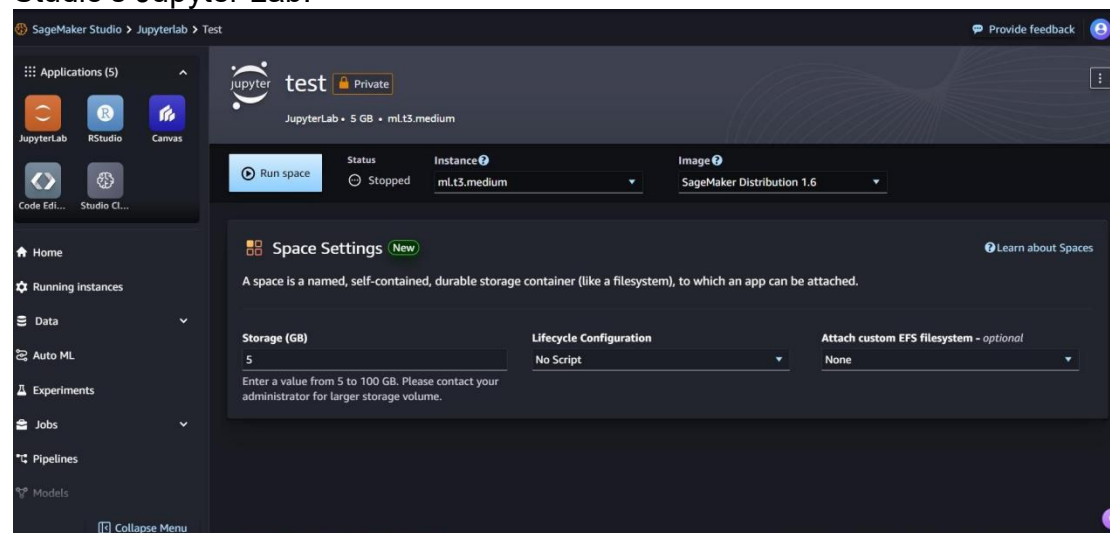 Studio's Jupyter Lab.
SageMaker Studio > Jupyterlab > Test
Provide feedback
Applications (5)
JupyterLab RStudio Canvas
Code Edi... Studio Cl...
Home
Running instances
Data
Auto ML
Experiments
Jobs
Pipelines
Models
Collapse Menu
jupyter
test Private
JupyterLab • 5 GB • ml.t3.medium
Run space
Status
Stopped
Instance
ml.t3.medium
Image
SageMaker Distribution 1.6
Space Settings New
Learn about Spaces
A space is a named, self-contained, durable storage container (like a filesystem), to which an app can be attached.
Storage (GB)
5
Enter a value from 5 to 100 GB. Please contact your
administrator for larger storage volume.
Lifecycle Configuration
No Script
Attach custom EFS filesystem - optional
None